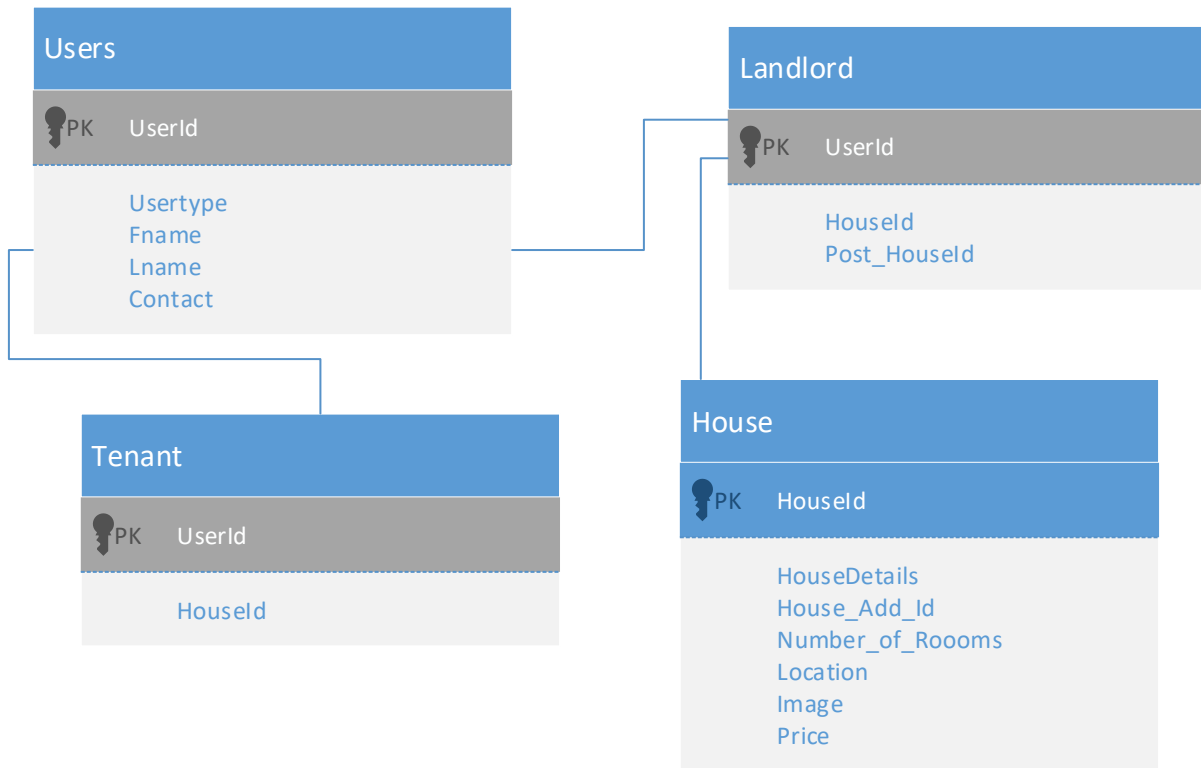 Users
PK UserId
Usertype
Fname
Lname
Contact
Landlord
PK UserId
HouseId
Post_HouseId
Tenant
PK UserId
HouseId
House
PK HouseId
HouseDetails
House_Add_Id
Number_of_Roooms
Location
Image
Price